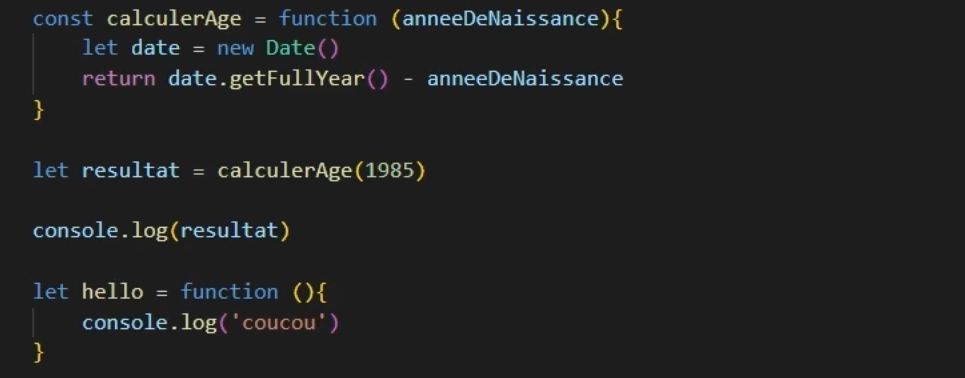 const calculerAge = function (anneeDeNaissance){
    let date = new Date()
    return date.getFullYear() - anneeDeNaissance
}
let resultat = calculerAge(1985)
console.log(resultat)
let hello = function (){
    console.log('coucou')
}